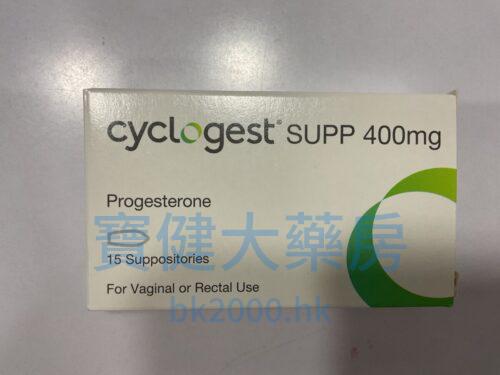 cyclogest® SUPP 400mg
Progesterone
寶健大藥房
15 Suppositories
For Vaginal or Rectal Use
bk2000.hk